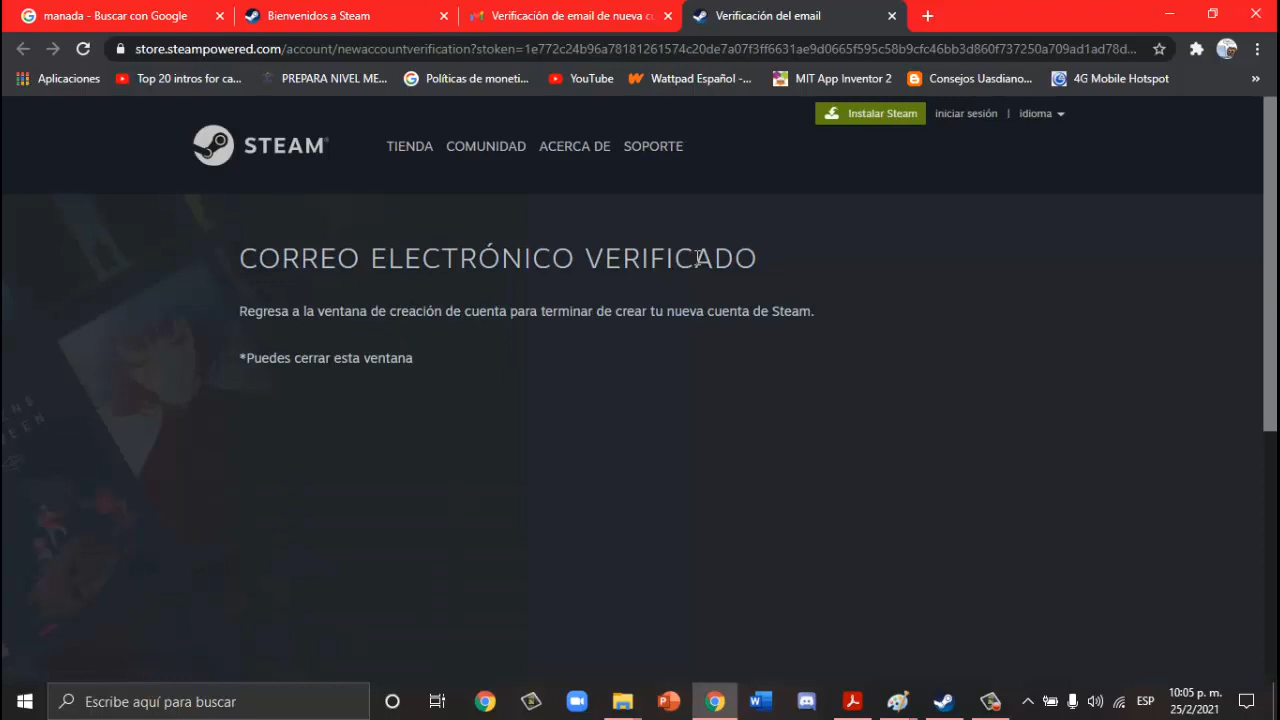 manada - Buscar con Google
Bienvenidos a Steam
Verificación de email de nueva cu
Verificación del email
store.steampowered.com/account/newaccountverification?stoken=1e772c24b96a78181261574c20de7a07f3ff6631ae9d0665f595c58b9cfc46bb3d860f737250a709ad1ad78d...
Aplicaciones
Top 20 intros for ca...
PREPARA NIVEL ME...
Políticas de moneti...
YouTube
Wattpad Español -...
MIT App Inventor 2
Consejos Uasdiano...
4G Mobile Hotspot
»
Instalar Steam
iniciar sesión | idioma
STEAM®
TIENDA COMUNIDAD ACERCA DE SOPORTE
CORREO ELECTRÓNICO VERIFICADO
Regresa a la ventana de creación de cuenta para terminar de crear tu nueva cuenta de Steam.
*Puedes cerrar esta ventana
Escribe aquí para buscar
ESP
10:05 p. m.
25/2/2021